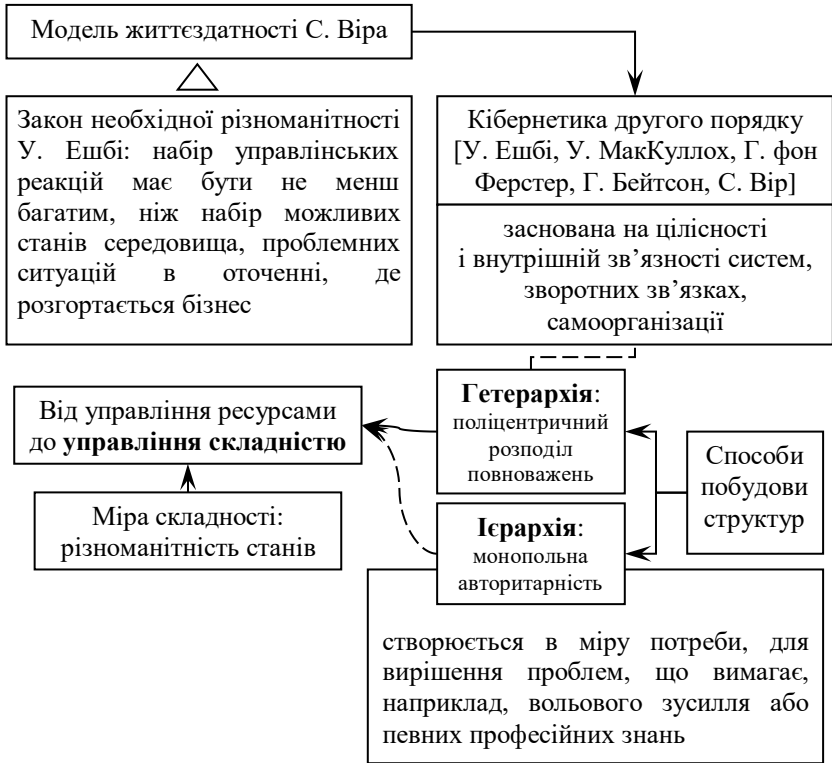 Модель життєздатності С. Віра
Закон необхідної різноманітності
У. Ешбі: набір управлінських
реакцій має бути не менш
багатим, ніж набір можливих
станів середовища, проблемних
ситуацій в оточенні, де
розгортається бізнес
Кібернетика другого порядку
[У. Ешбі, У. МакКуллох, Г. фон
Ферстер, Г. Бейтсон, С. Вір]
заснована на цілісності
і внутрішній зв’язності систем,
зворотних зв’язках,
самоорганізації
Від управління ресурсами
до управління складністю
Міра складності:
різноманітність станів
Гетерархія:
поліцентричний
розподіл
повноважень
Способи
побудови
структур
Ієрархія:
монопольна
авторитарність
створюється в міру потреби, для
вирішення проблем, що вимагає,
наприклад, вольового зусилля або
певних професійних знань